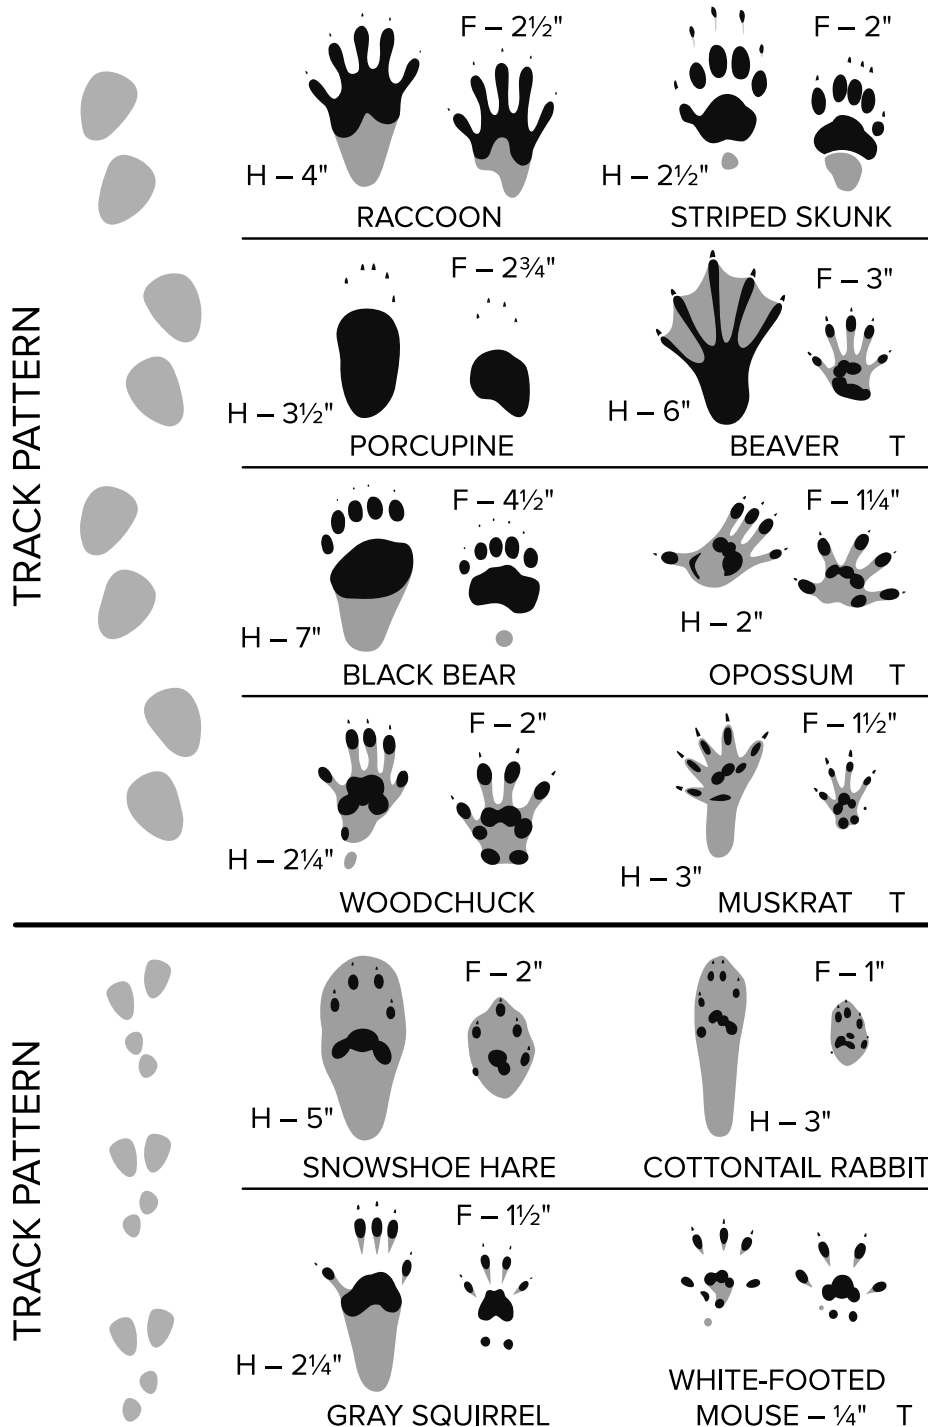 TRACK PATTERN
F – 2½"
H – 4"
RACCOON
F – 2"
H – 2½"
STRIPED SKUNK
F – 2¾"
H – 3½"
PORCUPINE
F – 3"
H – 6"
BEAVER T
F – 4½"
H – 7"
BLACK BEAR
F – 1¼"
H – 2"
OPOSSUM T
F – 2"
H – 2¼"
WOODCHUCK
F – 1½"
H – 3"
MUSKRAT T
TRACK PATTERN
F – 2"
H – 5"
SNOWSHOE HARE
F – 1"
H – 3"
COTTONTAIL RABBIT
F – 1½"
H – 2¼"
GRAY SQUIRREL
WHITE-FOOTED
MOUSE – ¼" T